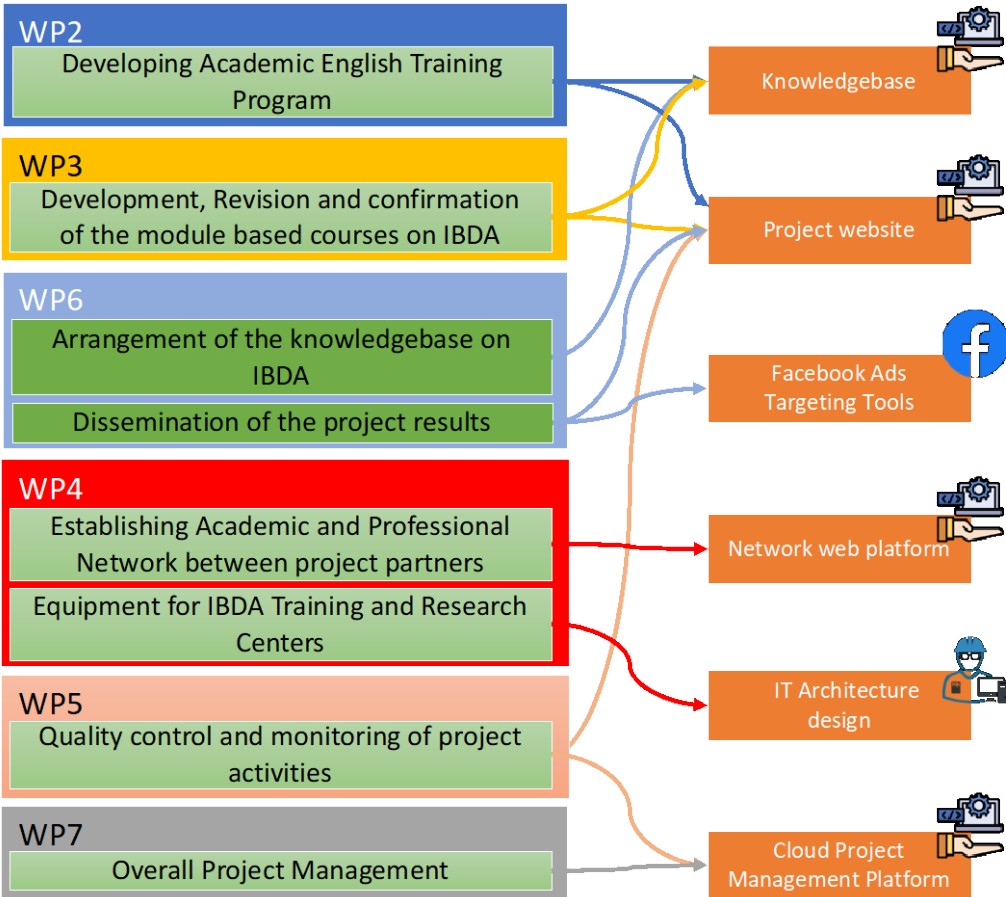 WP2
Developing Academic English Training
Program
WP3
Development, Revision and confirmation
of the module based courses on IBDA
WP6
Arrangement of the knowledgebase on
IBDA
Dissemination of the project results
WP4
Establishing Academic and Professional
Network between project partners
Equipment for IBDA Training and Research
Centers
WP5
Quality control and monitoring of project
activities
WP7
Overall Project Management
Knowledgebase
Project website
Facebook Ads
Targeting Tools
Network web platform
IT Architecture
design
Cloud Project
Management Platform